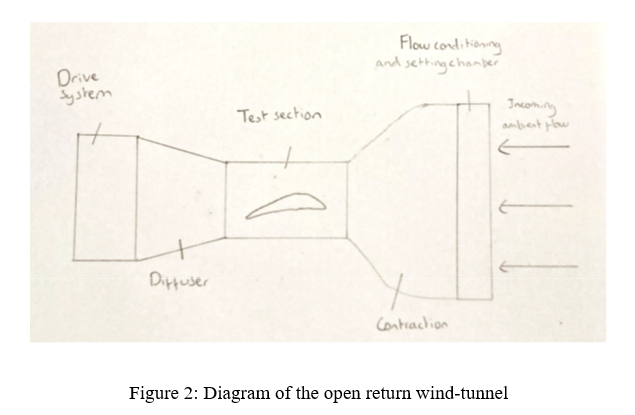 Flow conditioning
and setting chamber
Drive
system
Incoming
ambient flow
Test section
Diffuser
Contraction
Figure 2: Diagram of the open return wind-tunnel